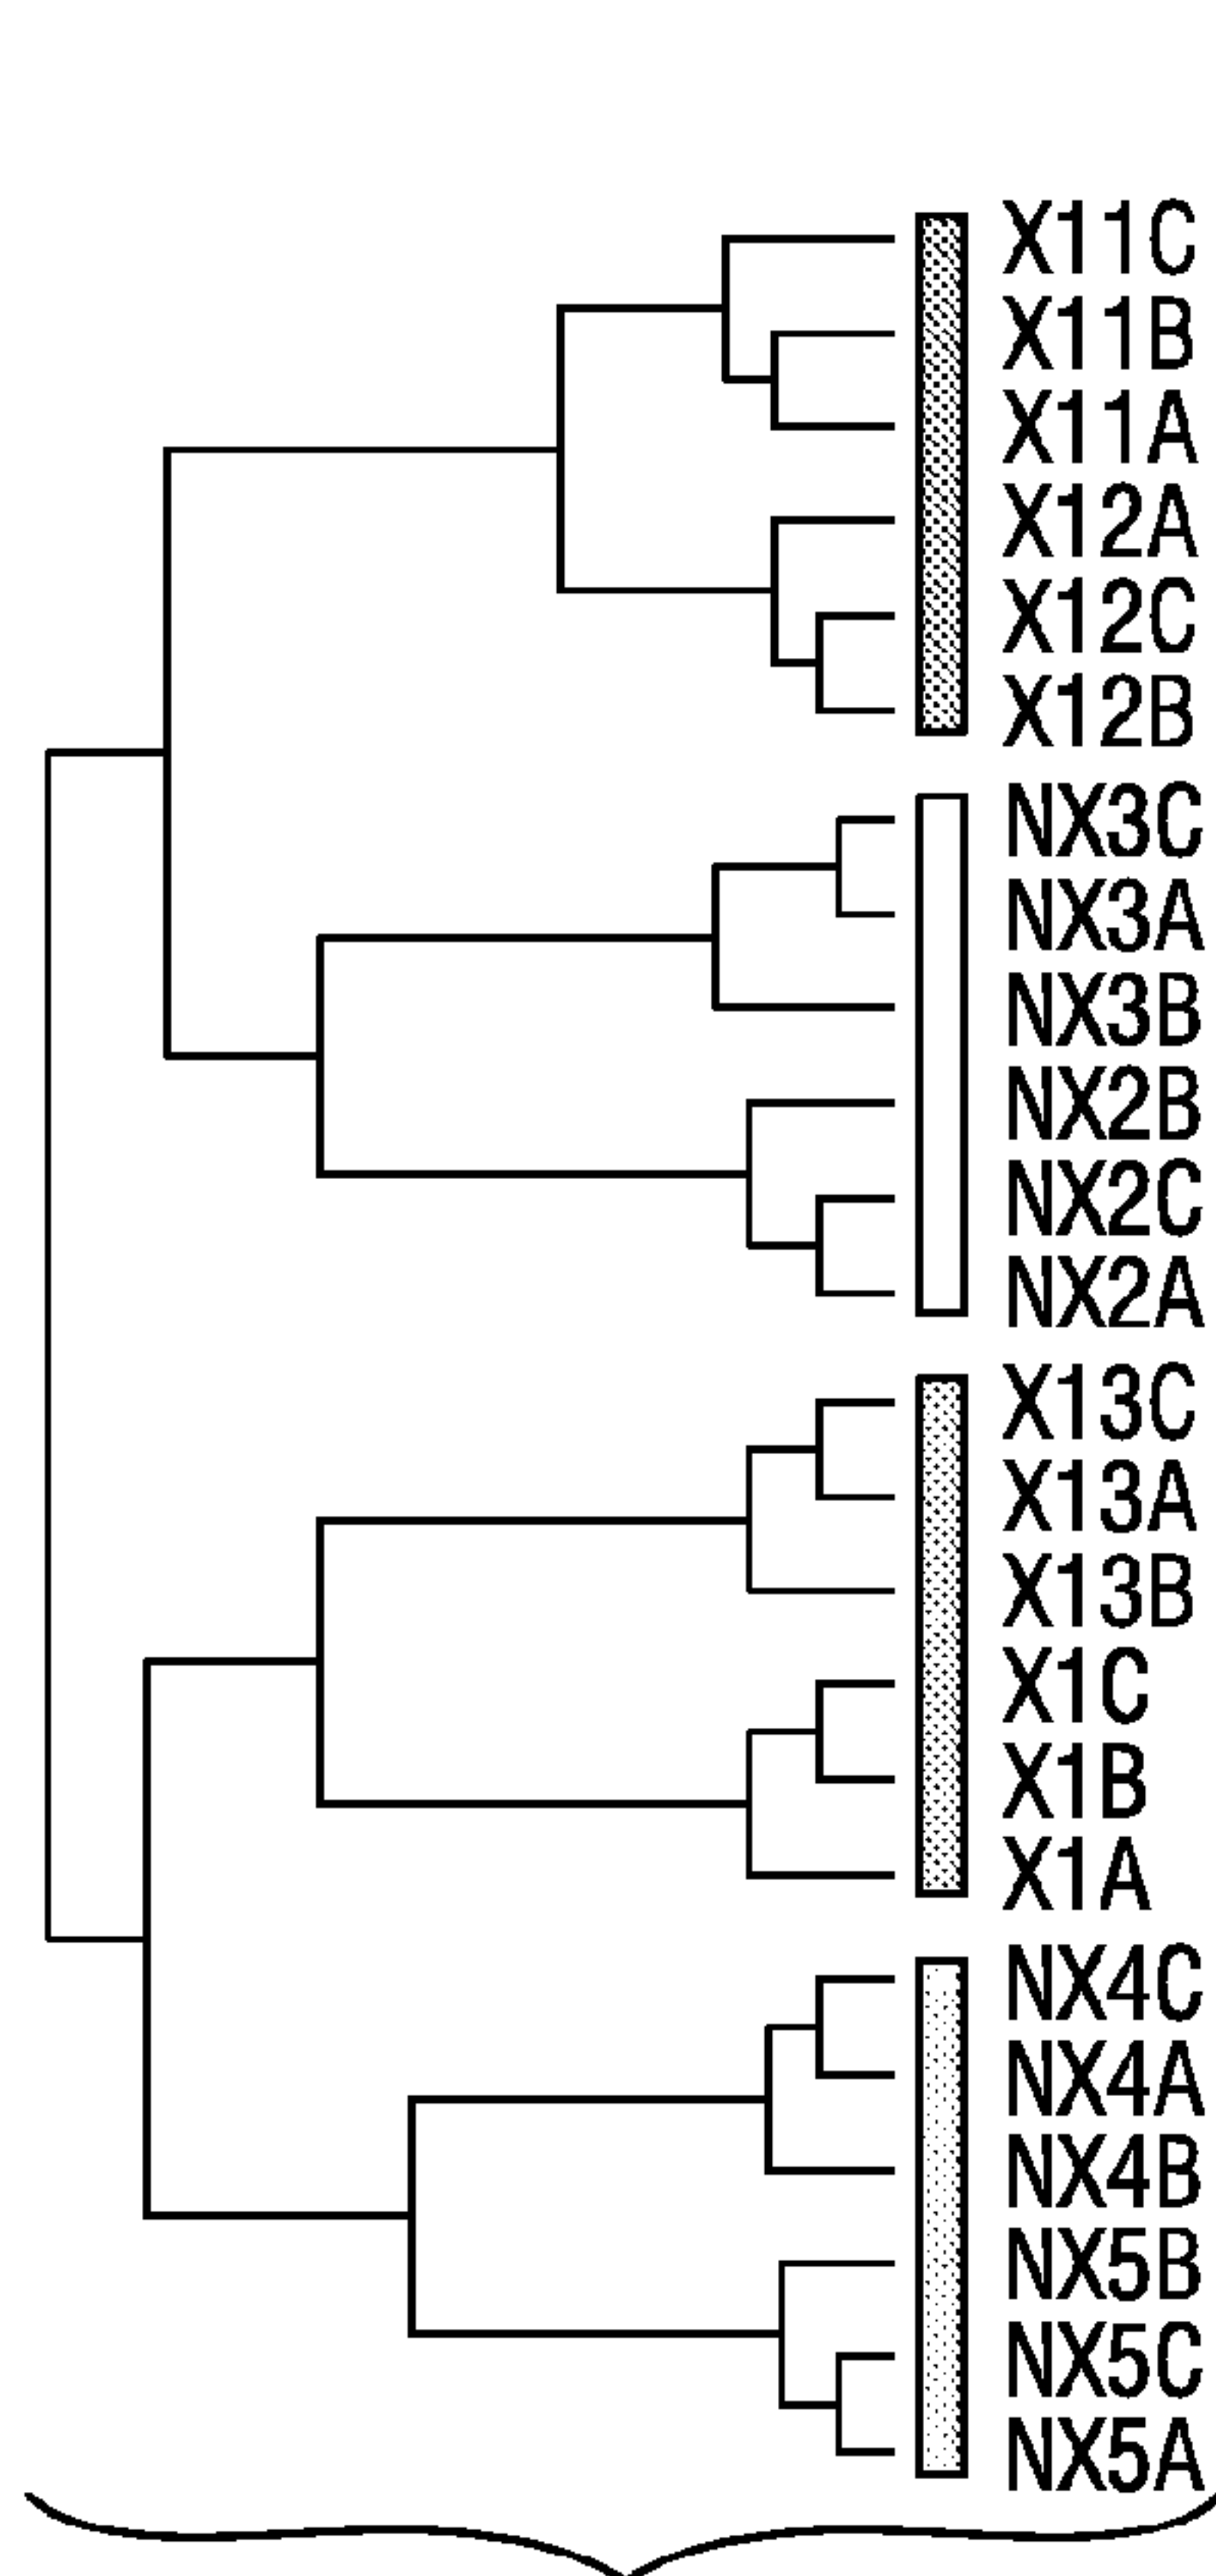 X11C
X11B
X11A
X12A
X12C
X12B
NX3C
NX3A
NX3B
NX2B
NX2C
NX2A
X13C
X13A
X13B
X1C
X1B
X1A
NX4C
NX4A
NX4B
NX5B
NX5C
NX5A